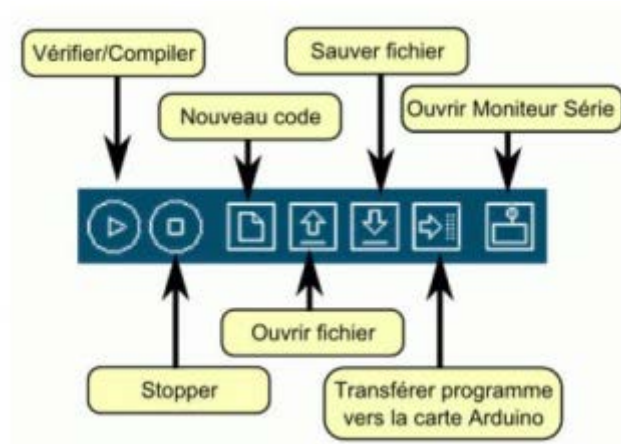 Vérifier/Compiler
Sauver fichier
Nouveau code
Ouvrir Moniteur Série
Ouvrir fichier
Stopper
Transférer programme
vers la carte Arduino